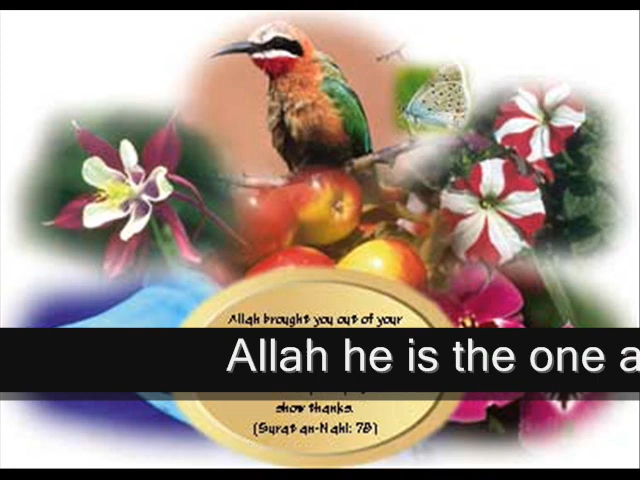 Allah brought you out of your
Allah he is the one a
show thanks.
(Surat an-Nahl: 78)